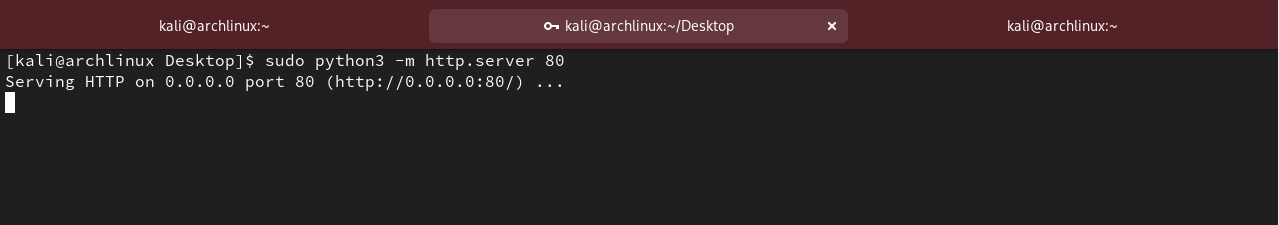 kali@archlinux:~
kali@archlinux:~/Desktop
kali@archlinux:~
[kali@archlinux Desktop]$ sudo python3 -m http.server 80
Serving HTTP on 0.0.0.0 port 80 (http://0.0.0.0:80/) ...